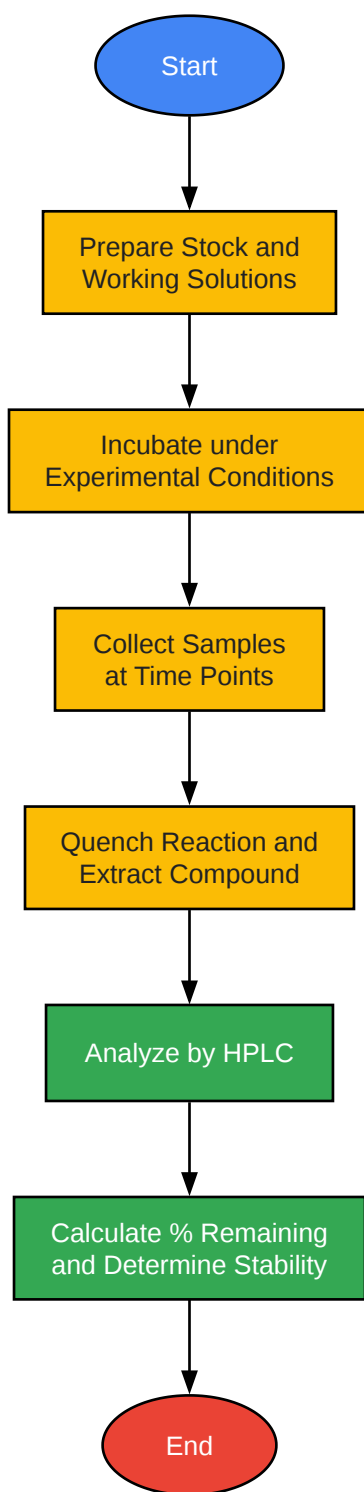 Start
Prepare Stock and
Working Solutions
Incubate under
Experimental Conditions
Collect Samples
at Time Points
Quench Reaction and
Extract Compound
Analyze by HPLC
Calculate % Remaining
and Determine Stability
End